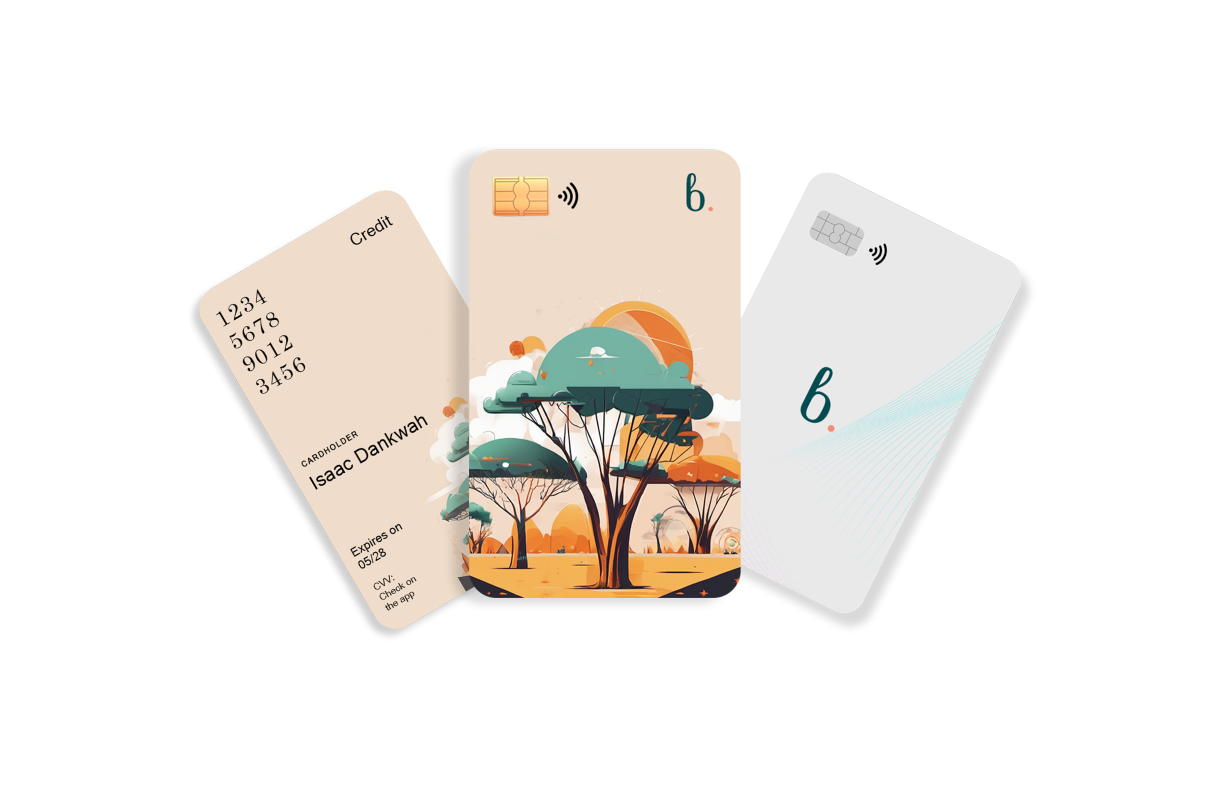 Credit
1234
5678
9012
3456
CARDHOLDER
Isaac Dankwah
Expires on
05/28
CVV:
Check on
the app
b.
b.